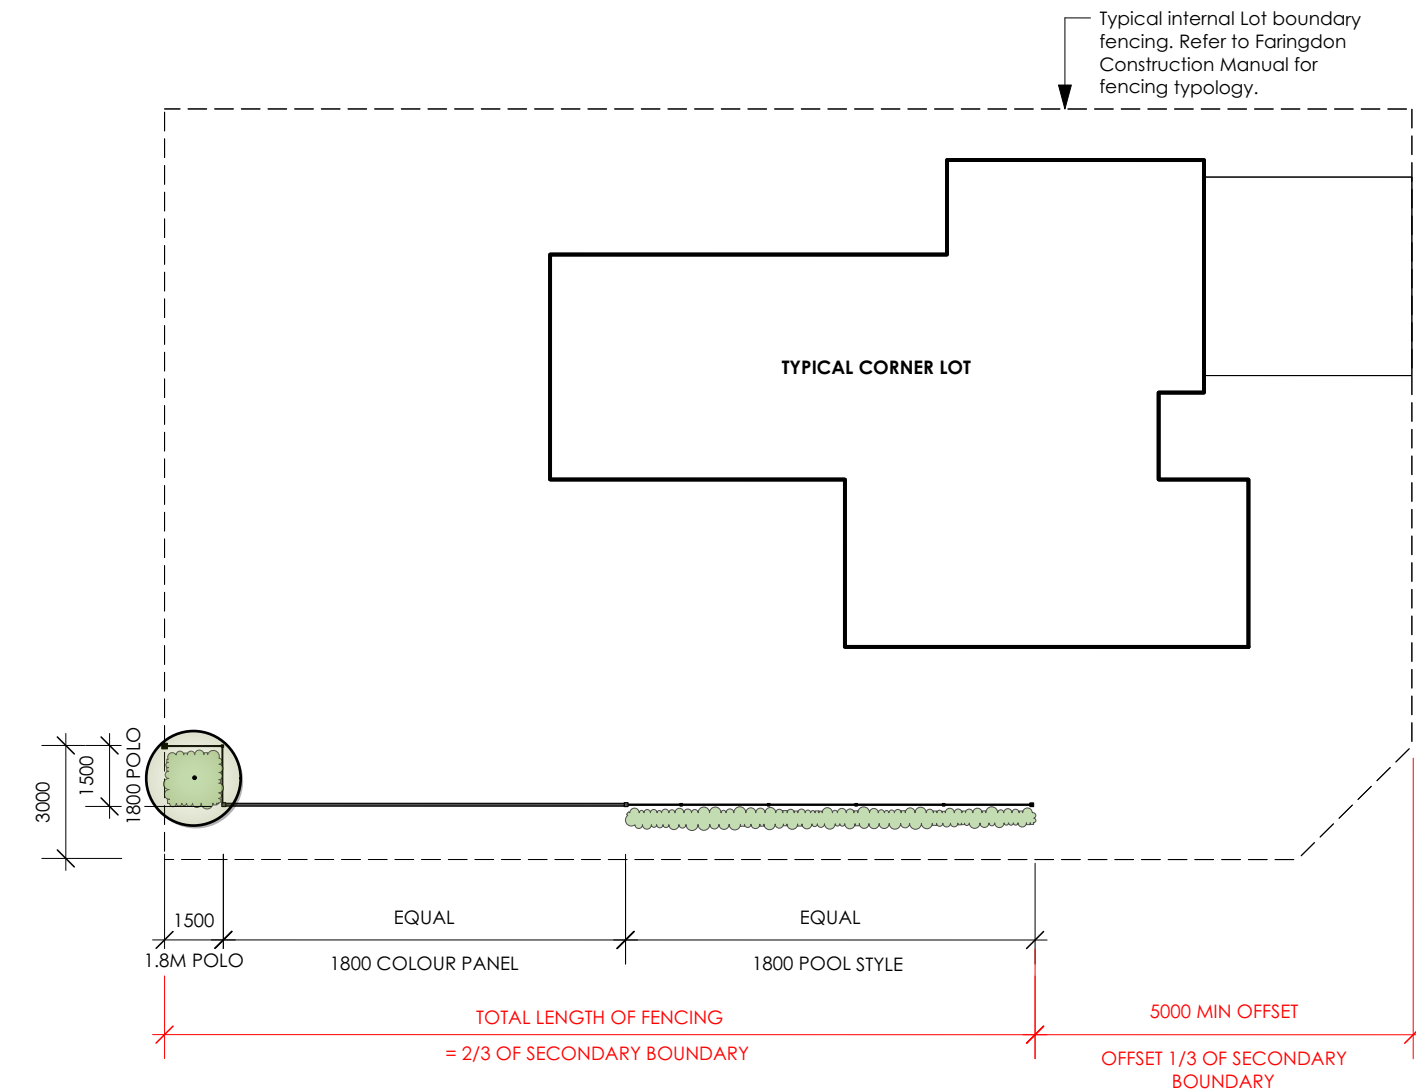 Typical internal Lot boundary
fencing. Refer to Faringdon
Construction Manual for
fencing typology.
TYPICAL CORNER LOT
3000
1500
1800 POLO
1500
EQUAL
EQUAL
1.8M POLO
1800 COLOUR PANEL
1800 POOL STYLE
TOTAL LENGTH OF FENCING
= 2/3 OF SECONDARY BOUNDARY
5000 MIN OFFSET
OFFSET 1/3 OF SECONDARY
BOUNDARY